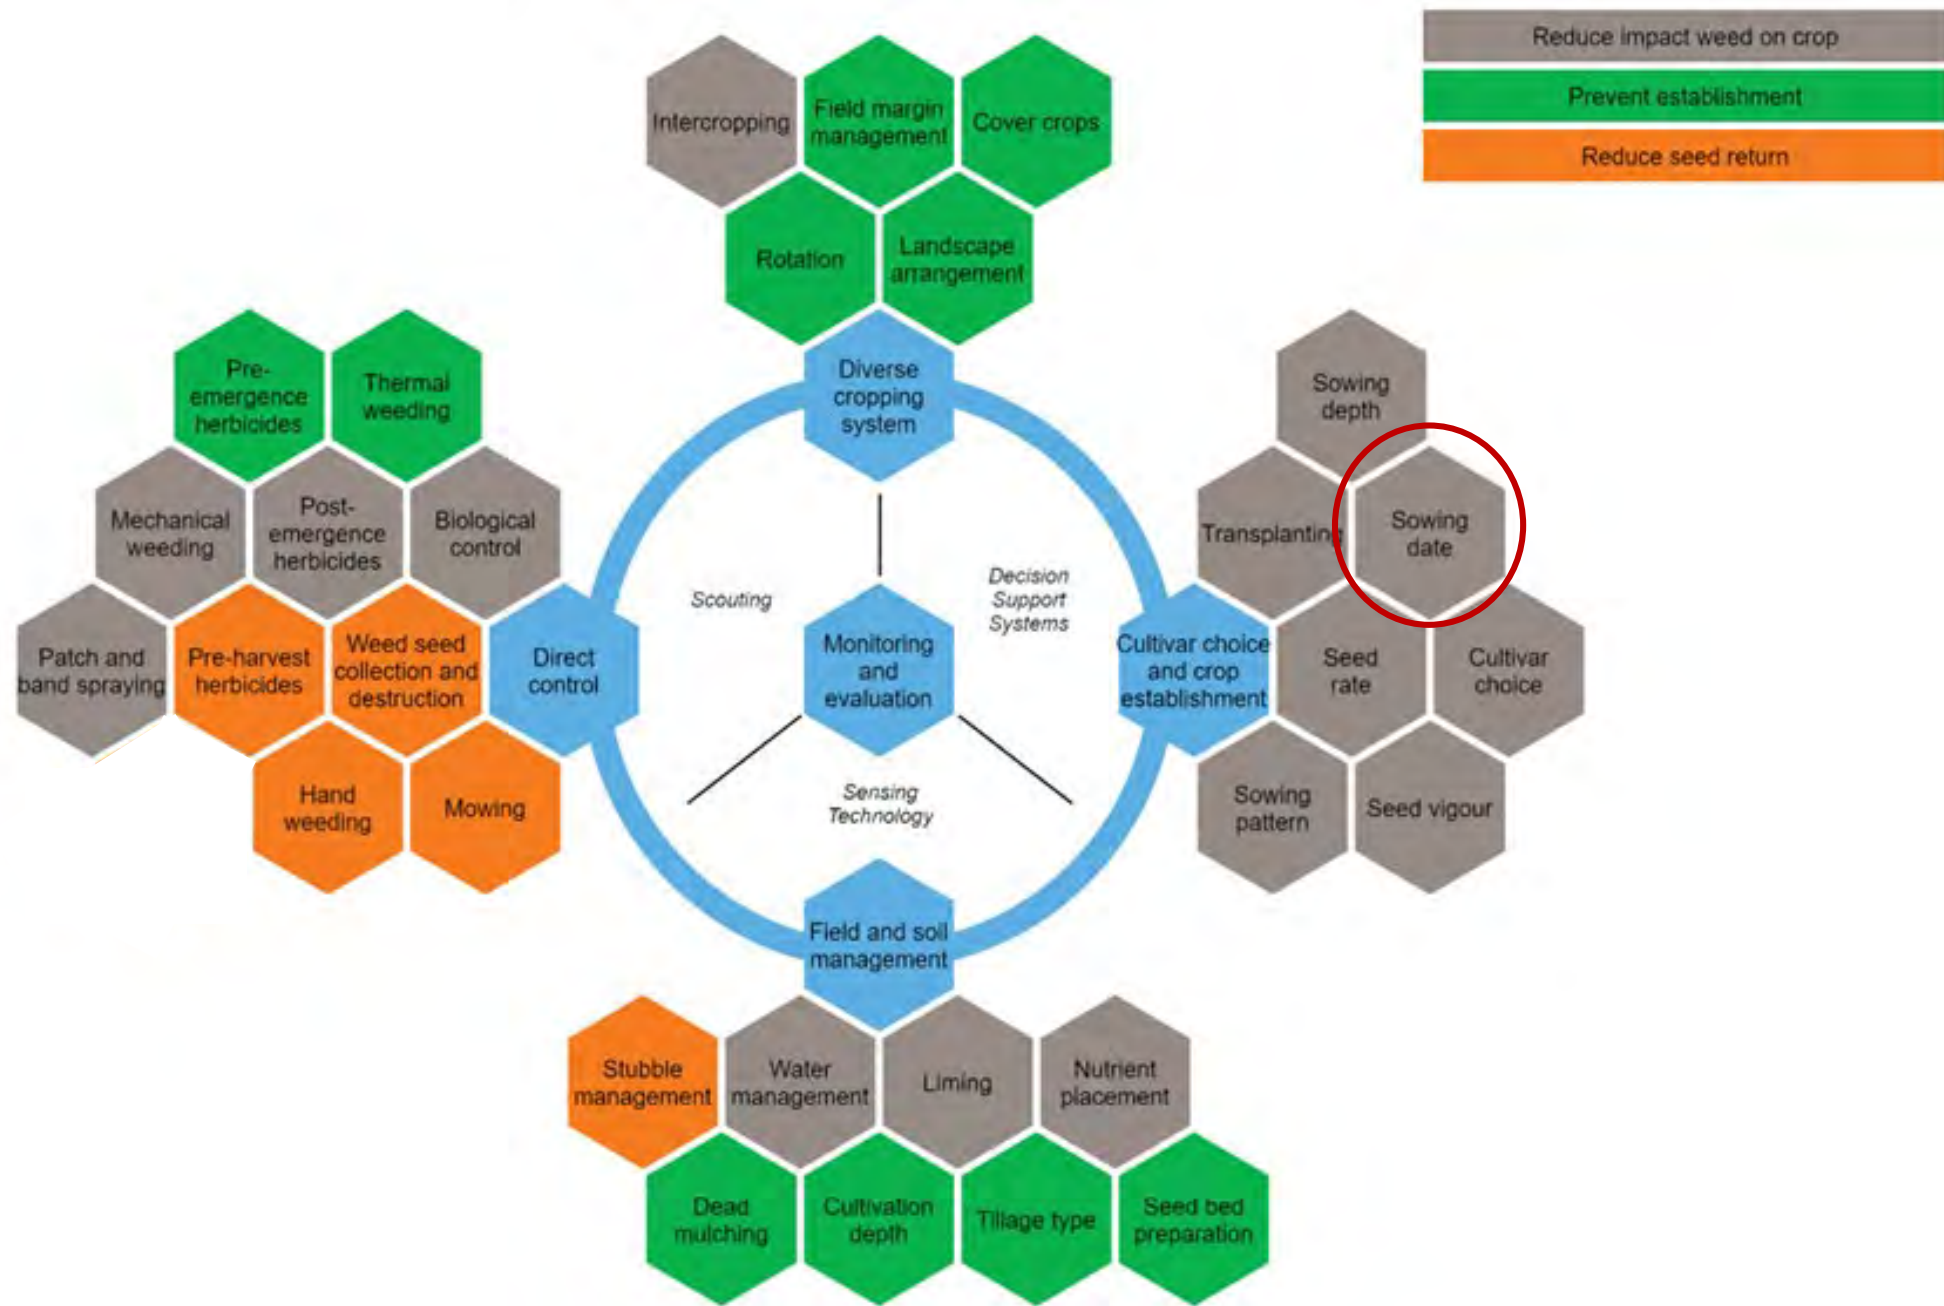 Reduce impact weed on crop
Prevent establishment
Reduce seed return
Intercropping
Field margin
management
Cover crops
Rotation
Landscape
arrangement
Diverse
cropping
system
Pre-
emergence
herbicides
Thermal
weeding
Mechanical
weeding
Post-
emergence
herbicides
Biological
control
Patch and
band spraying
Pre-harvest
herbicides
Weed seed
collection and
destruction
Direct
control
Hand
weeding
Mowing
Scouting
Decision
Support
Systems
Monitoring
and
evaluation
Sensing
Technology
Sowing
depth
Transplanting
Sowing
date
Cultivar choice
and crop
establishment
Seed
rate
Cultivar
choice
Sowing
pattern
Seed vigour
Field and soil
management
Stubble
management
Water
management
Liming
Nutrient
placement
Dead
mulching
Cultivation
depth
Tillage type
Seed bed
preparation